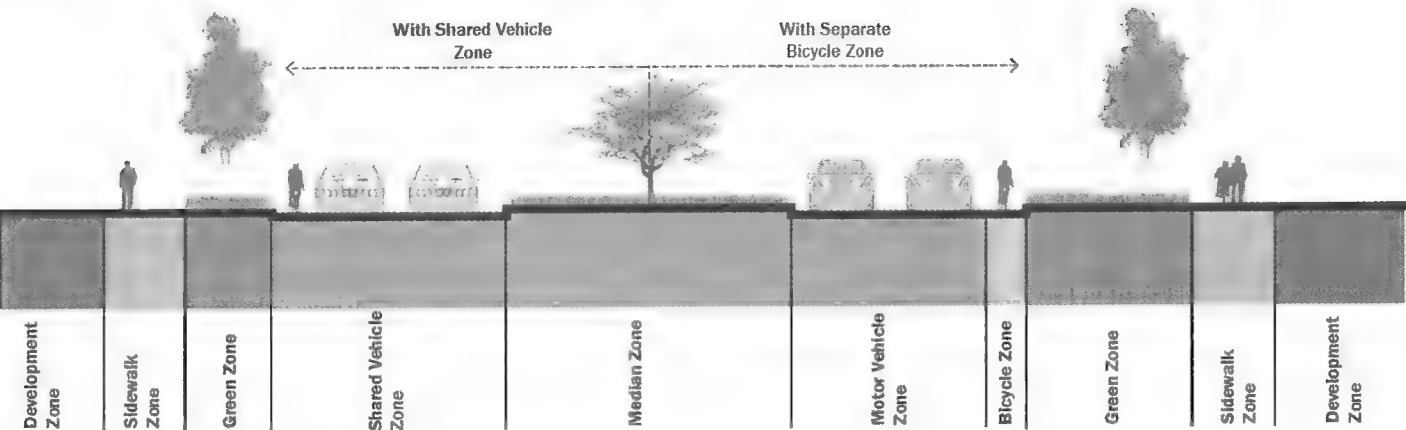 With Shared Vehicle
Zone
With Separate
Bicycle Zone
Development
Zone
Sidewalk
Zone
Green Zone
Shared Vehicle
Zone
Median Zone
Motor Vehicle
Zone
Bicycle Zone
Green Zone
Sidewalk
Zone
Development
Zone